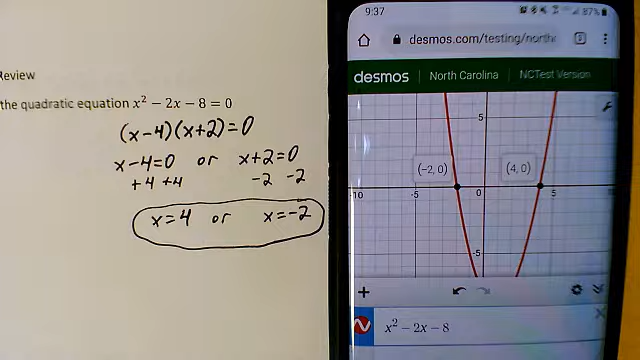 Review
the quadratic equation x² − 2x − 8 = 0
(x−4)(x+2)=0
x−4=0 or x+2=0
+4 +4 −2 −2
x=4 or x=−2
9:37 87%
desmos.com/testing/north
desmos North Carolina NCTest Version
5
(−2, 0) (4, 0)
-10 -5 0 5
-5
x² − 2x − 8